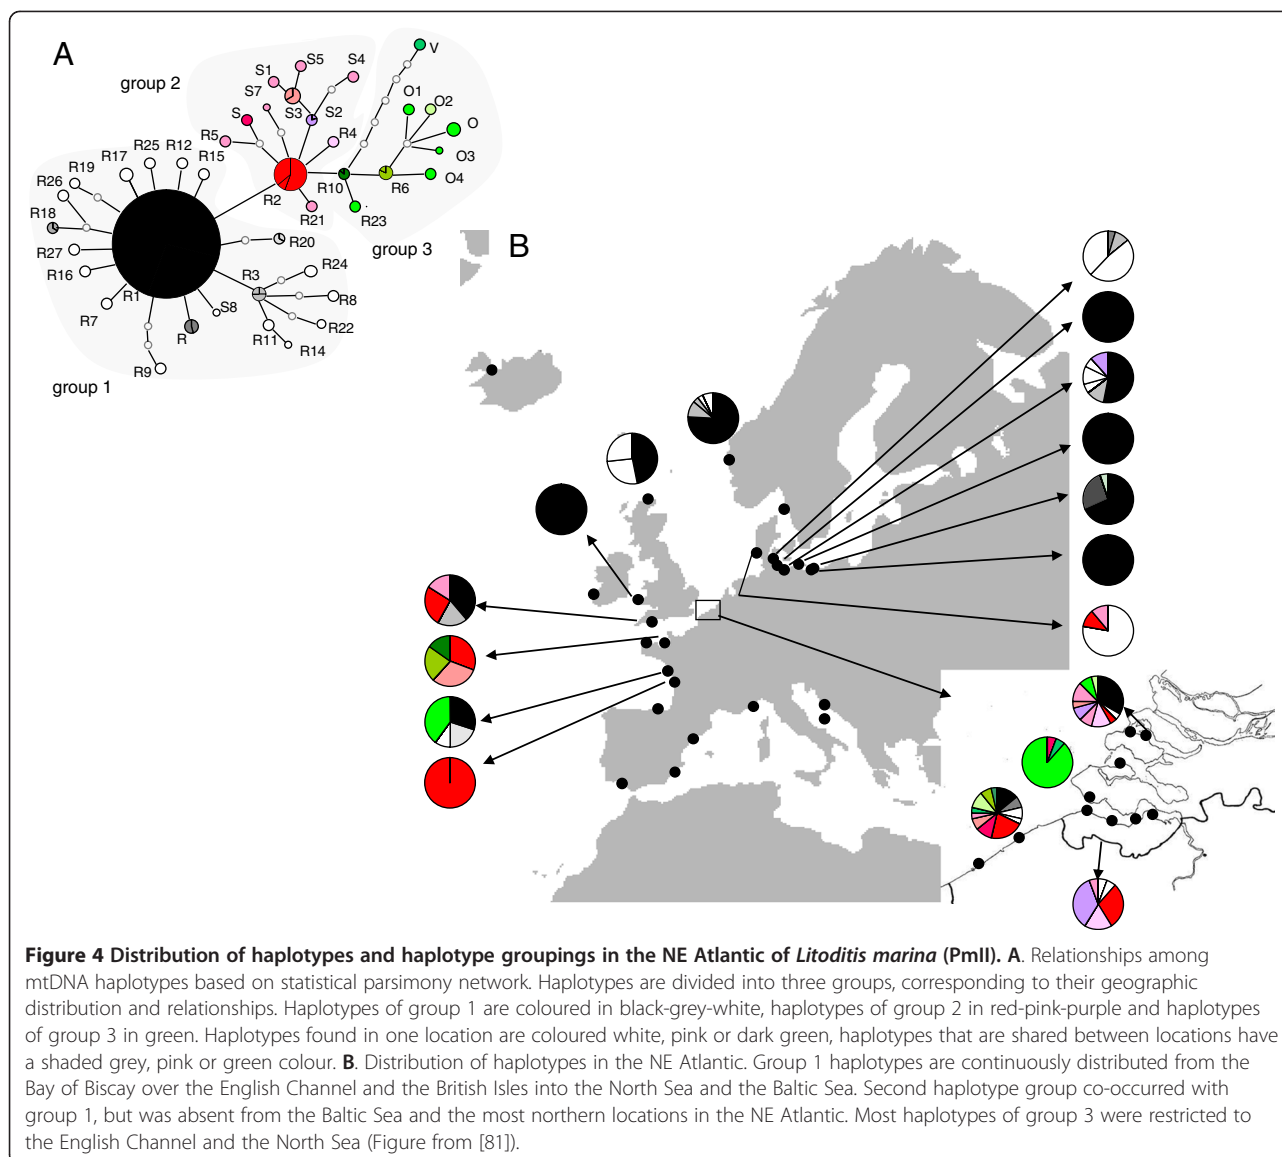 A
group 2
S1
S5
S4
V
S7
S
S3
S2
O1
O2
O
R5
R4
O3
R25
R12
R17
R15
R19
R26
R18
R27
R16
R2
R10
R6
O4
R21
R23
group 3
R20
R3
R24
R1
R8
R7
S8
R
R22
R11
R14
R9
group 1
B
Figure 4 Distribution of haplotypes and haplotype groupings in the NE Atlantic of Litoditis marina (PmII). A. Relationships among
mtDNA haplotypes based on statistical parsimony network. Haplotypes are divided into three groups, corresponding to their geographic
distribution and relationships. Haplotypes of group 1 are coloured in black-grey-white, haplotypes of group 2 in red-pink-purple and haplotypes
of group 3 in green. Haplotypes found in one location are coloured white, pink or dark green, haplotypes that are shared between locations have
a shaded grey, pink or green colour. B. Distribution of haplotypes in the NE Atlantic. Group 1 haplotypes are continuously distributed from the
Bay of Biscay over the English Channel and the British Isles into the North Sea and the Baltic Sea. Second haplotype group co-occurred with
group 1, but was absent from the Baltic Sea and the most northern locations in the NE Atlantic. Most haplotypes of group 3 were restricted to
the English Channel and the North Sea (Figure from [81]).